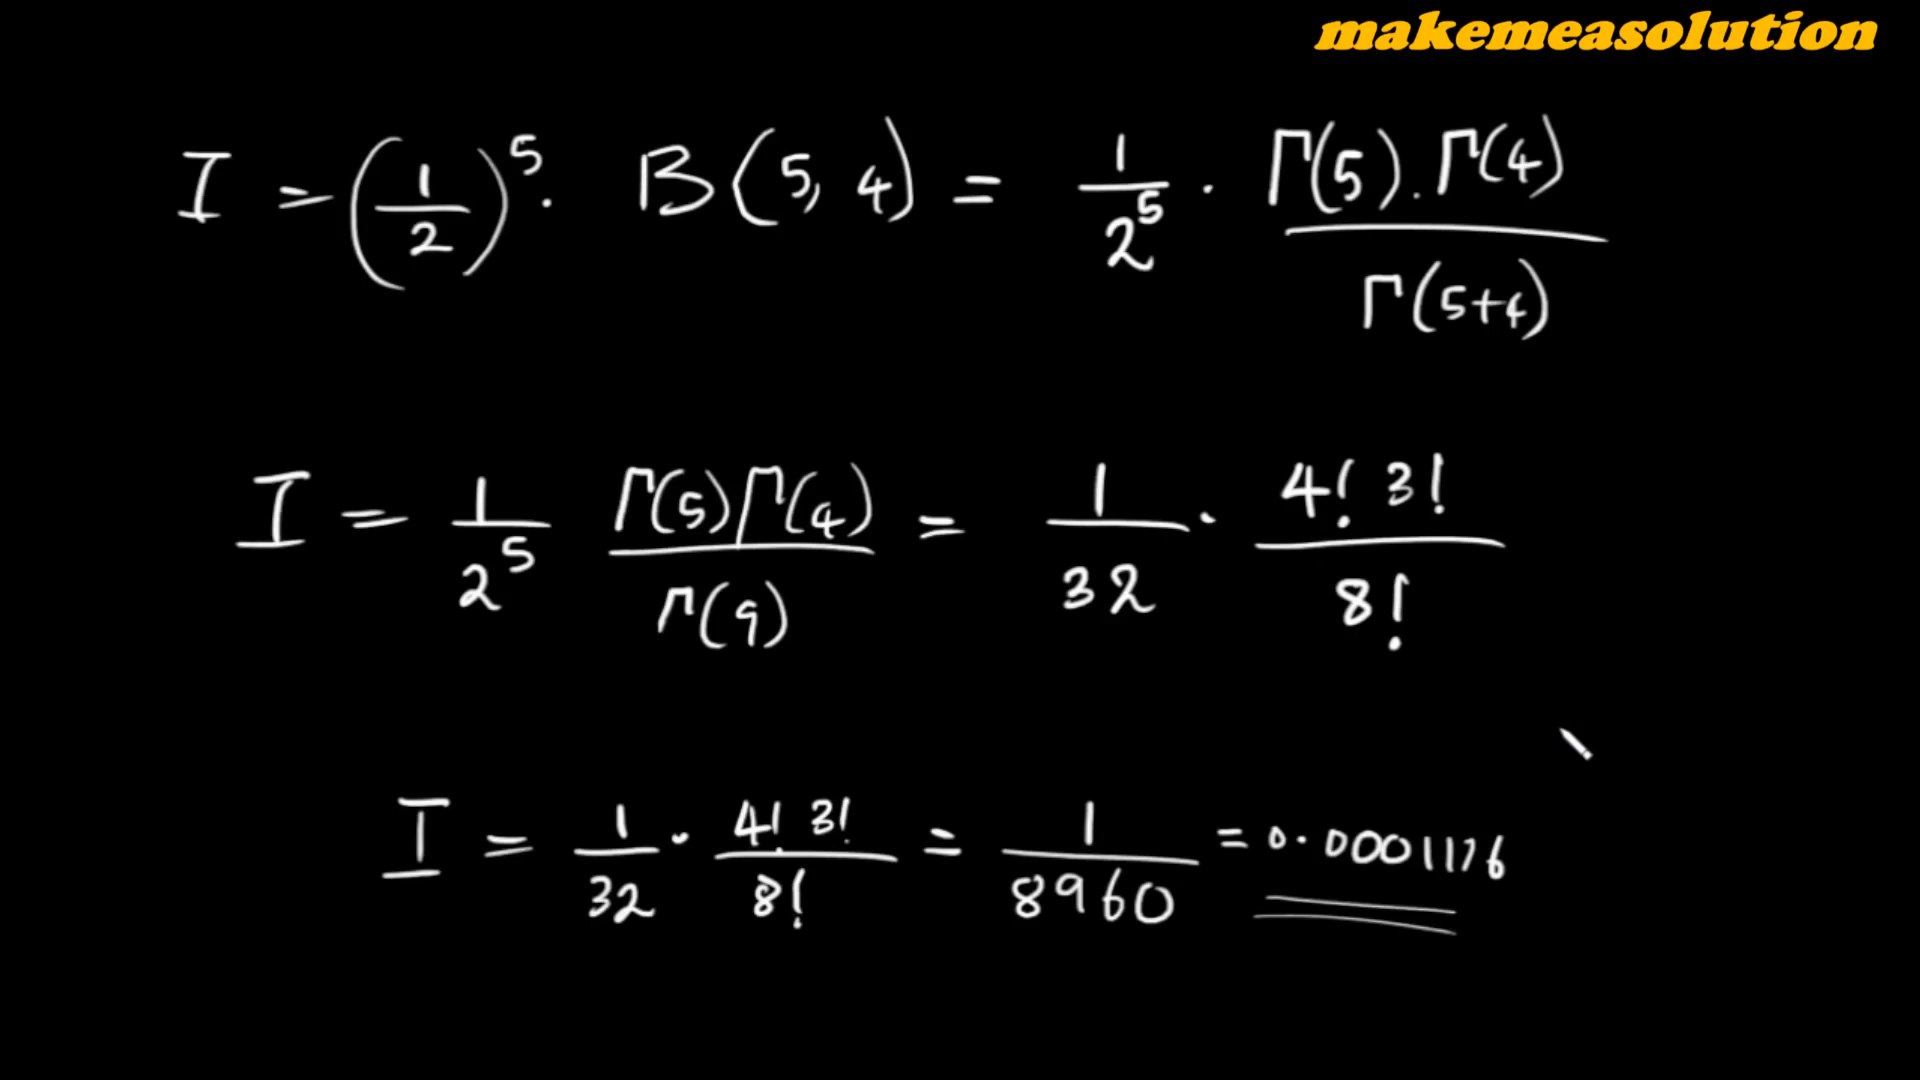 makemeasolution
I = (1/2)^5 . B(5, 4) = 1/2^5 · Γ(5) . Γ(4) / Γ(5+4)
I = 1/2^5 Γ(5) Γ(4) / Γ(9) = 1/32 · 4! 3! / 8!
I = 1/32 · 4! 3! / 8! = 1/8960 = 0.0001116